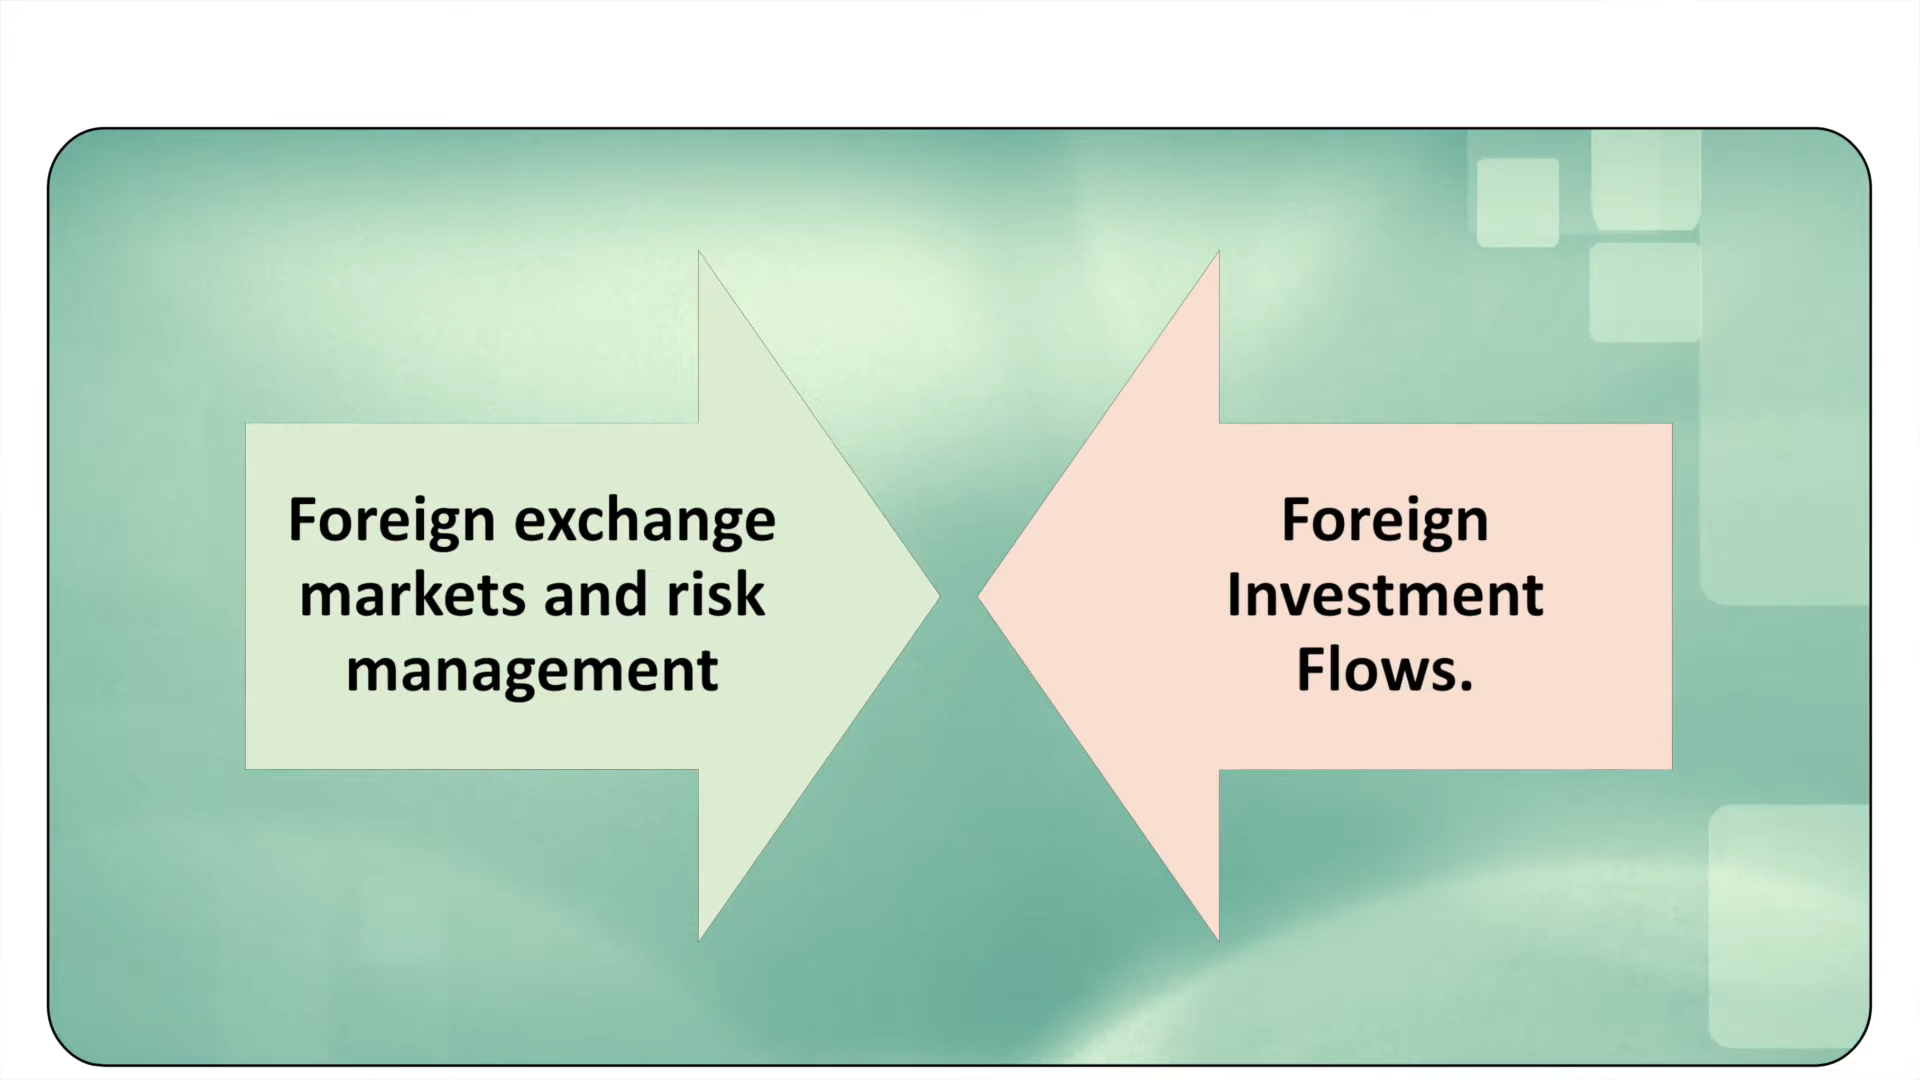 Foreign exchange
markets and risk
management
Foreign
Investment
Flows.